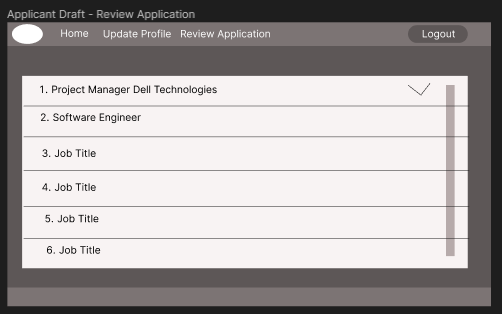 Applicant Draft - Review Application
Home Update Profile Review Application Logout
1. Project Manager Dell Technologies
2. Software Engineer
3. Job Title
4. Job Title
5. Job Title
6. Job Title